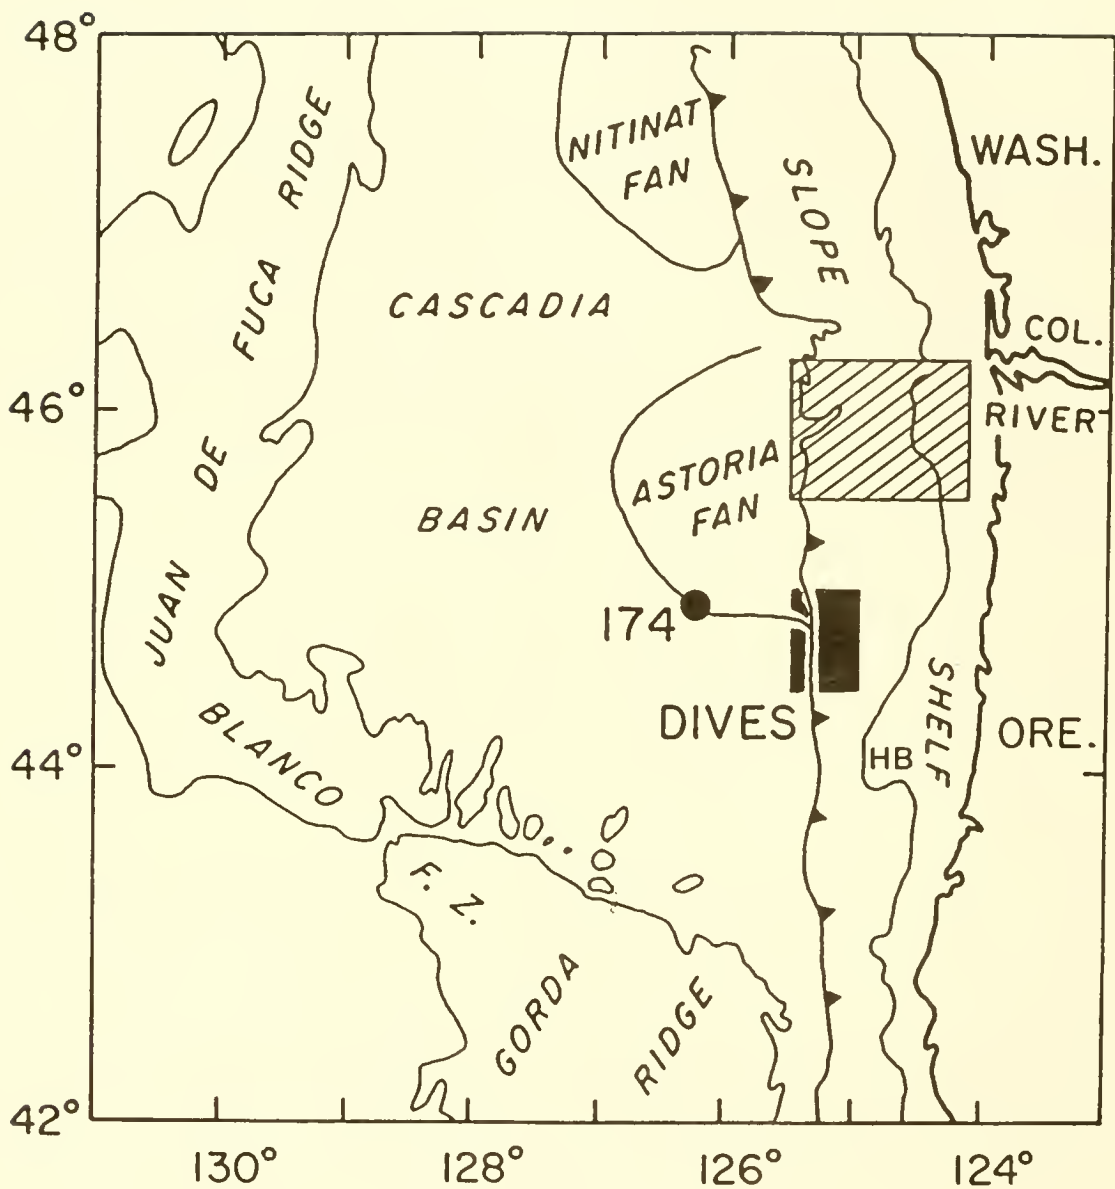 48°
WASH.
NITINAT
FAN
SLOPE
JUAN DE FUCA RIDGE
CASCADIA
COL.
46°
RIVER
ASTORIA
FAN
BASIN
174
SHELF
DIVES
ORE.
BLANCO
44°
HB
F. Z.
GORDA
RIDGE
42°
130°
128°
126°
124°